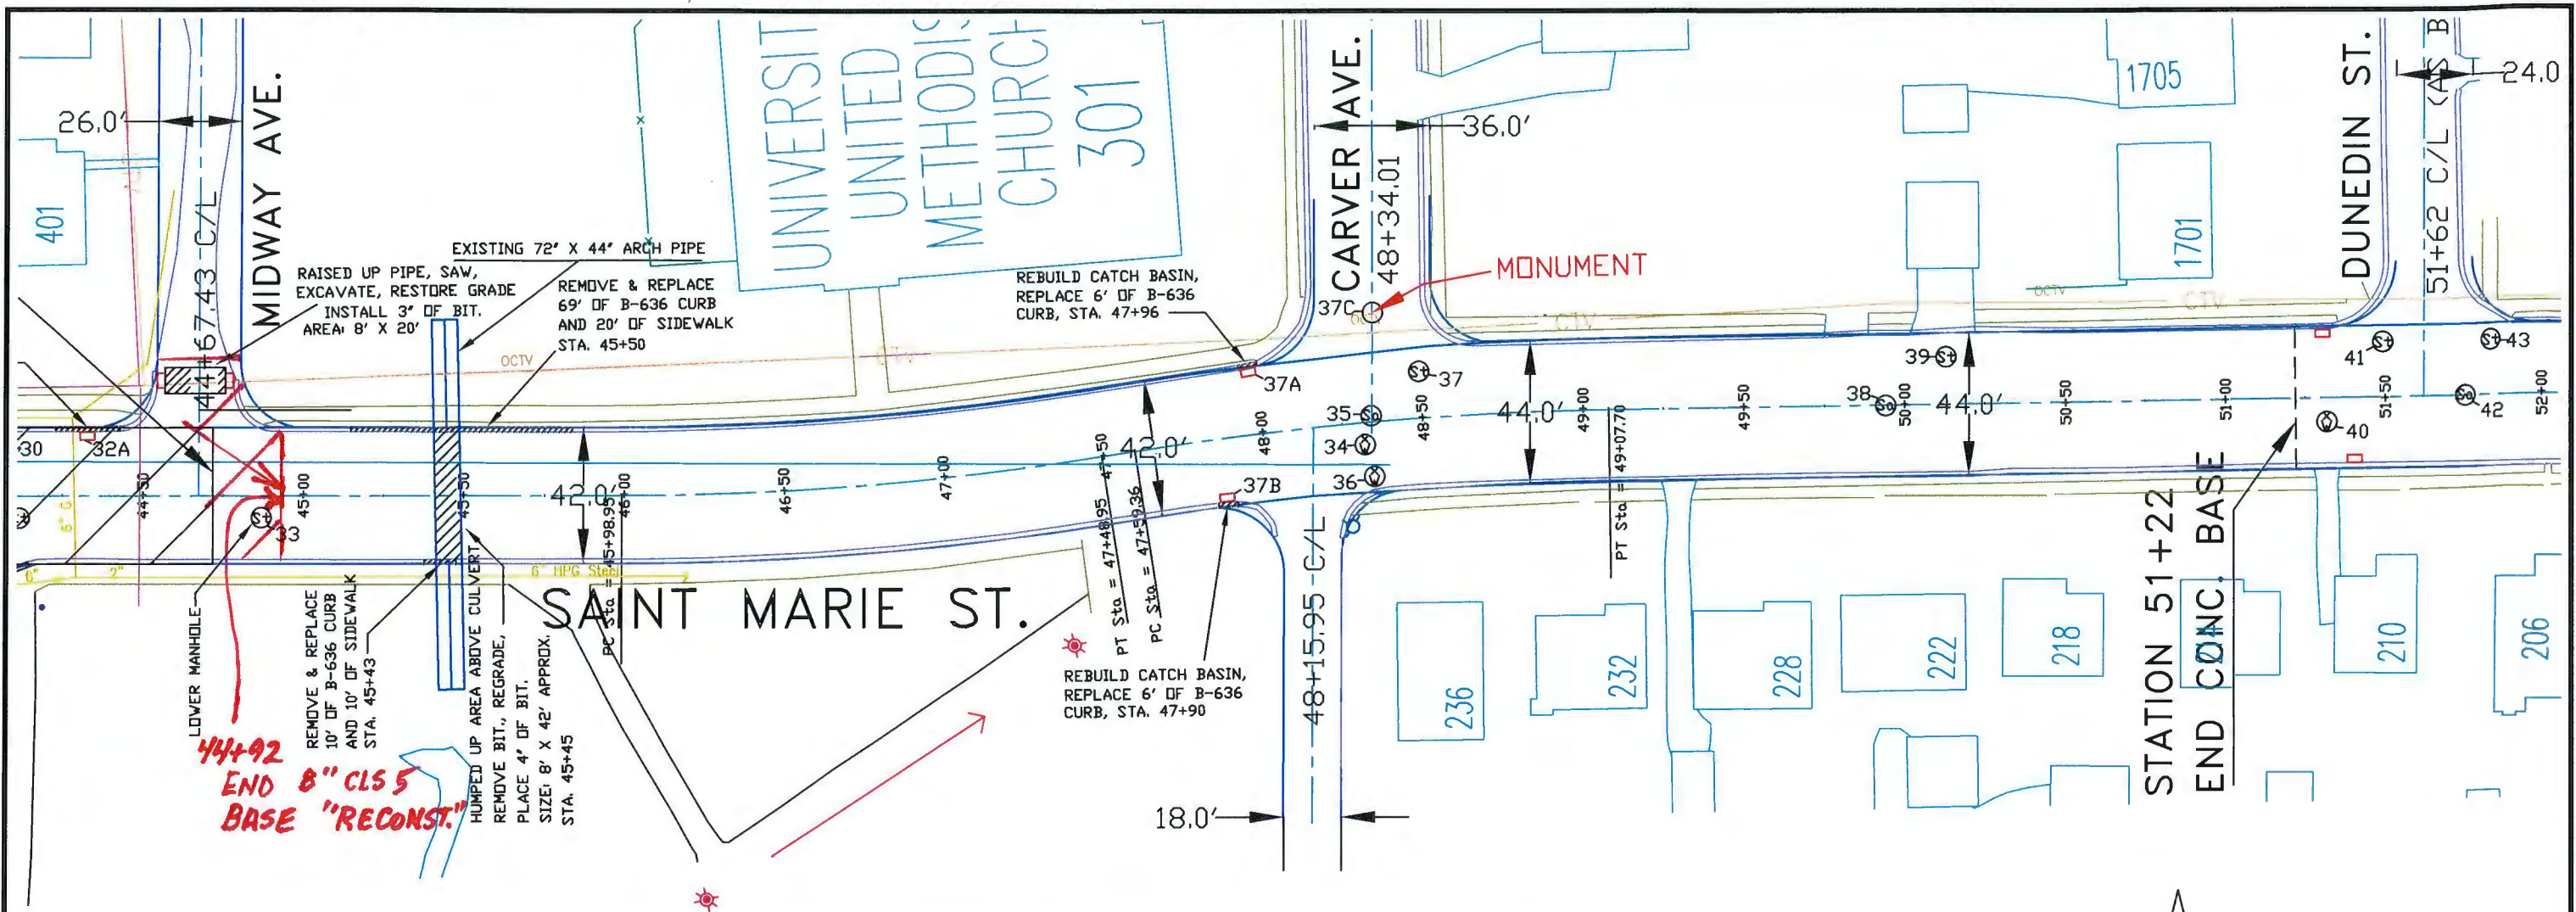 26.0'
MIDWAY AVE.
44+67.43 C/L
401
UNIVERSIT
UNITED
METHODIS
CHURCH
301
CARVER AVE.
48+34.01
36.0'
MONUMENT
1705
1701
DUNEDIN ST.
51+62 C/L (AS B
24.0
EXISTING 72" X 44" ARCH PIPE
RAISED UP PIPE, SAW,
EXCAVATE, RESTORE GRADE
INSTALL 3" OF BIT.
AREA: 8' X 20'
REMOVE & REPLACE
69' OF B-636 CURB
AND 20' OF SIDEWALK
STA. 45+50
REBUILD CATCH BASIN,
REPLACE 6' OF B-636
CURB, STA. 47+96
OCTV
CTV
OCTV
CTV
30
32A
33
37A
37B
37C
35
34
36
37
38
39
40
41
42
43
44+50
45+00
45+50
46+00
46+50
47+00
47+50
48+00
48+50
49+00
49+50
50+00
50+50
51+00
51+50
52+00
42.0'
42.0'
44.0'
44.0'
PC Sta = 45+98.95
PT Sta = 47+48.95
PC Sta = 47+59.36
PT Sta = 49+07.70
6" G
6"
2"
6" HPG Steel
SAINT MARIE ST.
LOWER MANHOLE
REMOVE & REPLACE
10' OF B-636 CURB
AND 10' OF SIDEWALK
STA. 45+43
HUMPED UP AREA ABOVE CULVERT
REMOVE BIT., REGRADE,
PLACE 4" OF BIT.
SIZE: 8' X 42' APPROX.
STA. 45+45
44+92
END 8" CLS 5
BASE "RECONST."
REBUILD CATCH BASIN,
REPLACE 6' OF B-636
CURB, STA. 47+90
48+15.95 C/L
18.0'
236
232
228
222
218
210
206
STATION 51+22
END CONC. BASE